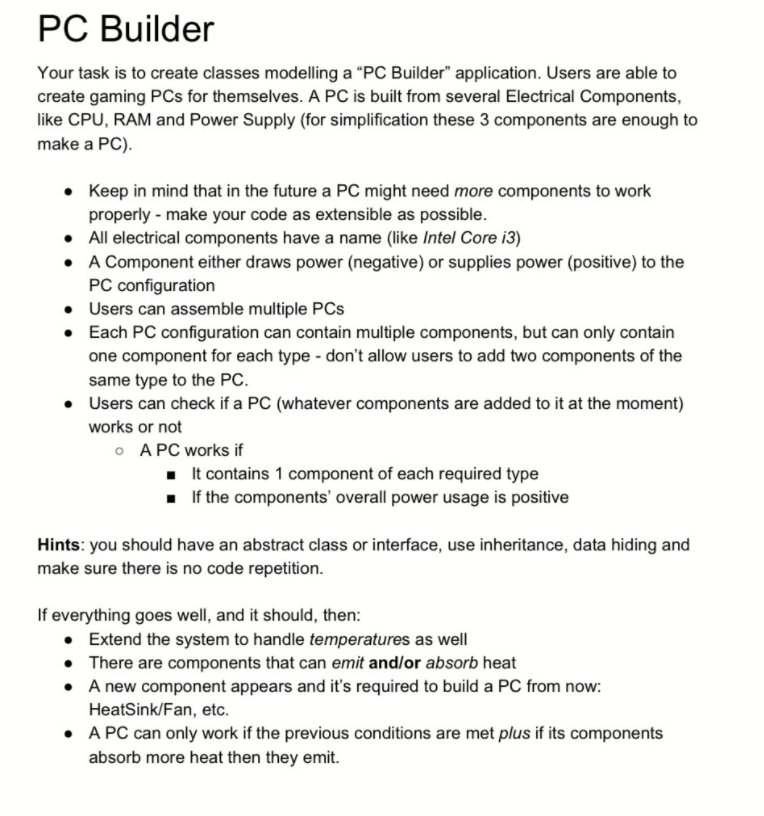 PC Builder
Your task is to create classes modelling a “PC Builder” application. Users are able to
create gaming PCs for themselves. A PC is built from several Electrical Components,
like CPU, RAM and Power Supply (for simplification these 3 components are enough to
make a PC).
● Keep in mind that in the future a PC might need more components to work
properly - make your code as extensible as possible.
● All electrical components have a name (like Intel Core i3)
● A Component either draws power (negative) or supplies power (positive) to the
PC configuration
● Users can assemble multiple PCs
● Each PC configuration can contain multiple components, but can only contain
one component for each type - don’t allow users to add two components of the
same type to the PC.
● Users can check if a PC (whatever components are added to it at the moment)
works or not
○ A PC works if
■ It contains 1 component of each required type
■ If the components’ overall power usage is positive
Hints: you should have an abstract class or interface, use inheritance, data hiding and
make sure there is no code repetition.
If everything goes well, and it should, then:
● Extend the system to handle temperatures as well
● There are components that can emit and/or absorb heat
● A new component appears and it’s required to build a PC from now:
HeatSink/Fan, etc.
● A PC can only work if the previous conditions are met plus if its components
absorb more heat then they emit.